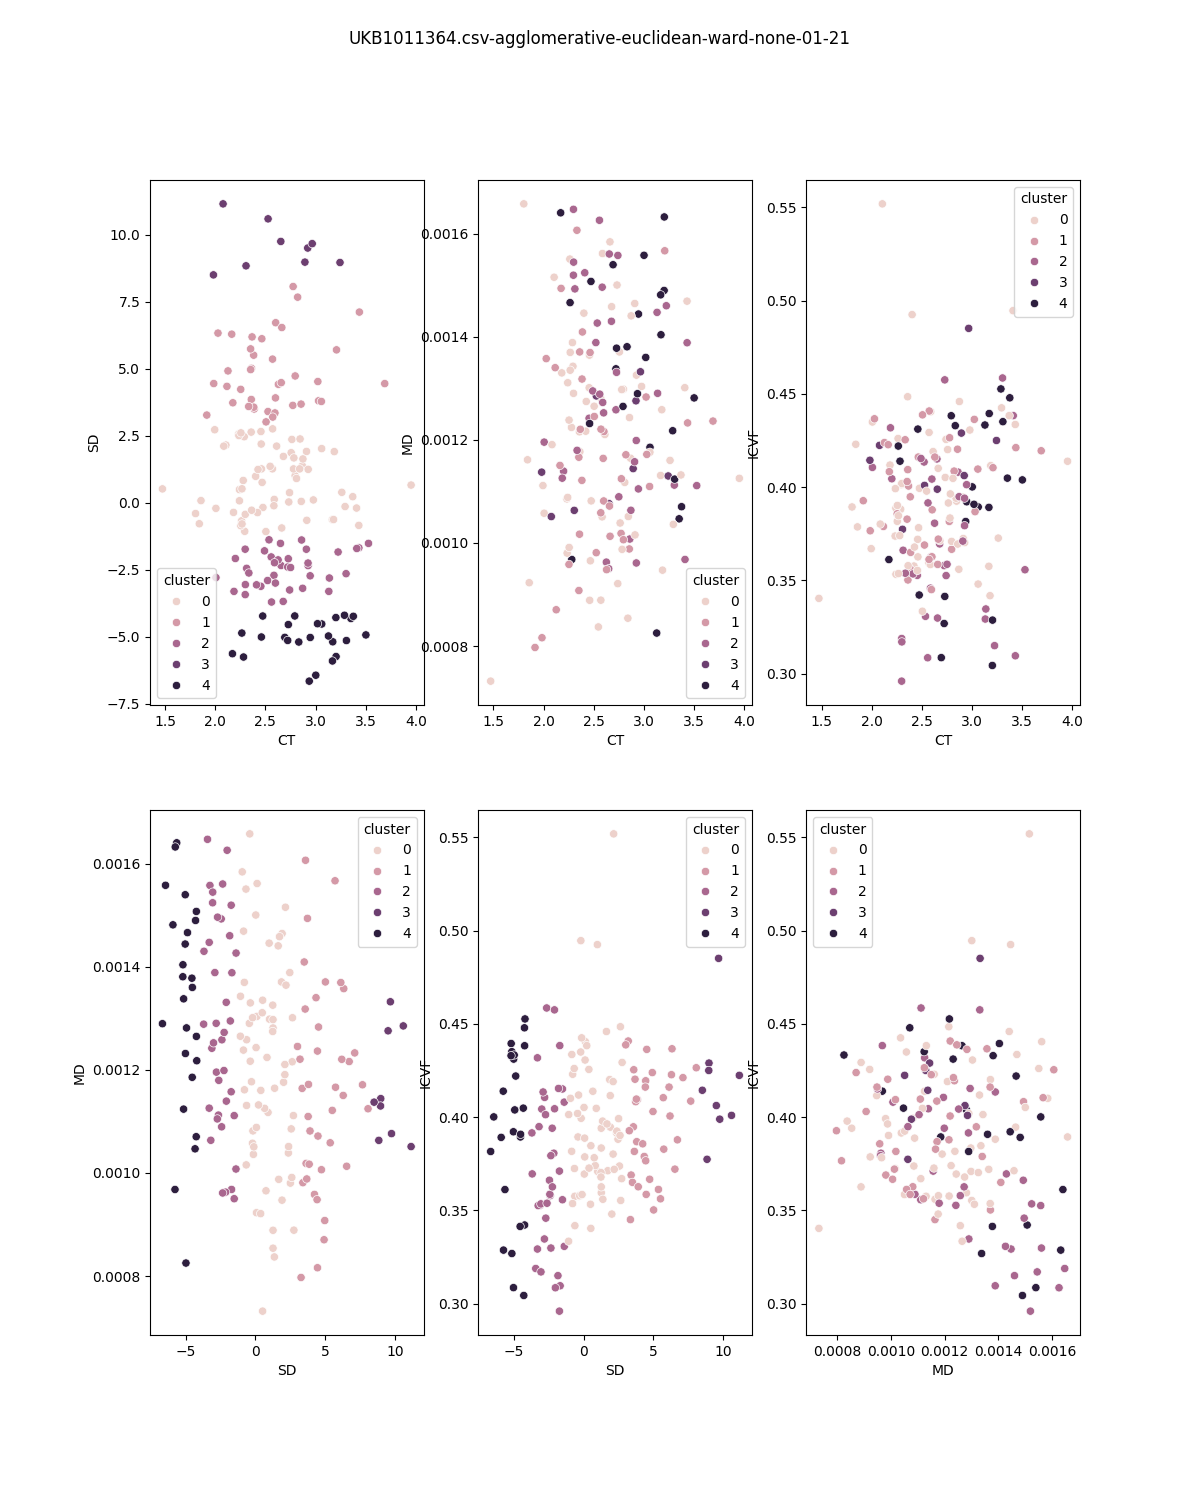 UKB1011364.csv-agglomerative-euclidean-ward-none-01-21
10.0
7.5
5.0
2.5
0.0
−2.5
−5.0
−7.5
SD
1.5 2.0 2.5 3.0 3.5 4.0
CT
cluster
0
1
2
3
4
0.0016
0.0014
0.0012
0.0010
0.0008
MD
1.5 2.0 2.5 3.0 3.5 4.0
CT
cluster
0
1
2
3
4
0.55
0.50
0.45
0.40
0.35
0.30
ICVF
1.5 2.0 2.5 3.0 3.5 4.0
CT
cluster
0
1
2
3
4
0.0016
0.0014
0.0012
0.0010
0.0008
MD
−5 0 5 10
SD
cluster
0
1
2
3
4
0.55
0.50
0.45
0.40
0.35
0.30
ICVF
−5 0 5 10
SD
cluster
0
1
2
3
4
0.55
0.50
0.45
0.40
0.35
0.30
ICVF
0.0008 0.0010 0.0012 0.0014 0.0016
MD
cluster
0
1
2
3
4